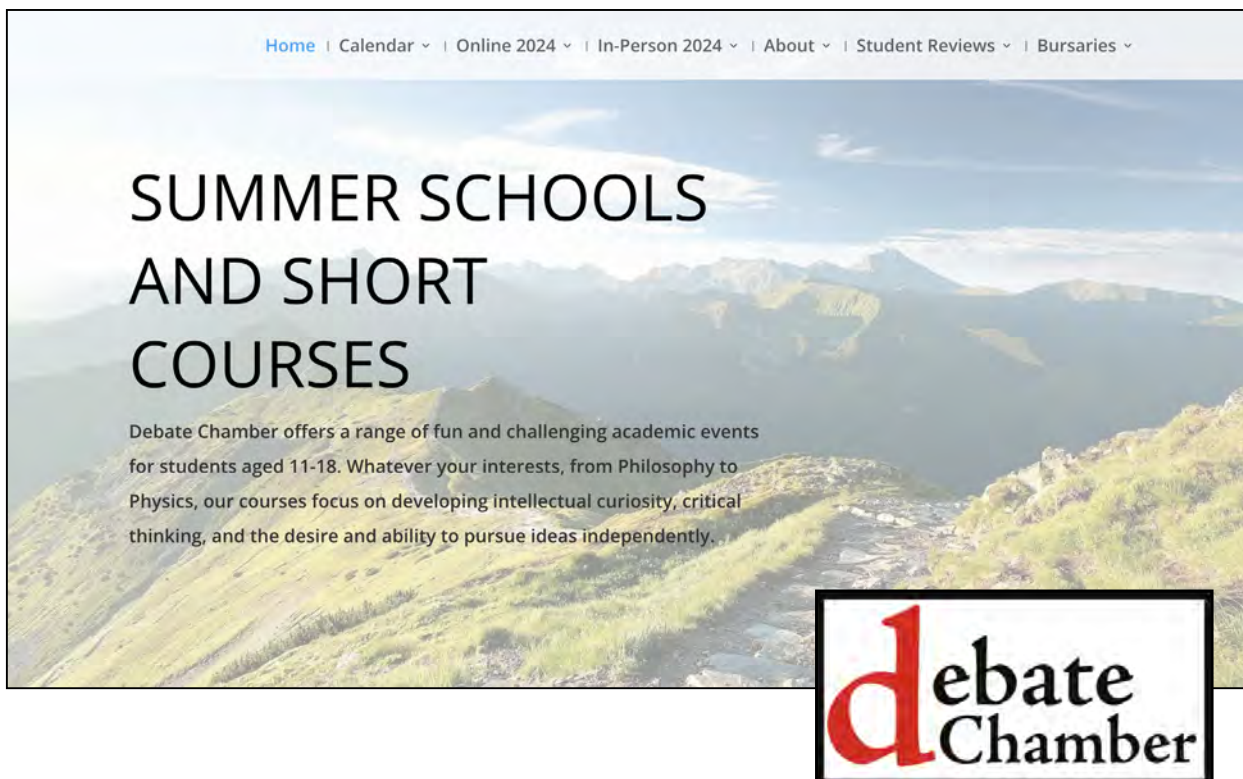 Home | Calendar | Online 2024 | In-Person 2024 | About | Student Reviews | Bursaries
SUMMER SCHOOLS
AND SHORT
COURSES
Debate Chamber offers a range of fun and challenging academic events
for students aged 11-18. Whatever your interests, from Philosophy to
Physics, our courses focus on developing intellectual curiosity, critical
thinking, and the desire and ability to pursue ideas independently.
debate
Chamber